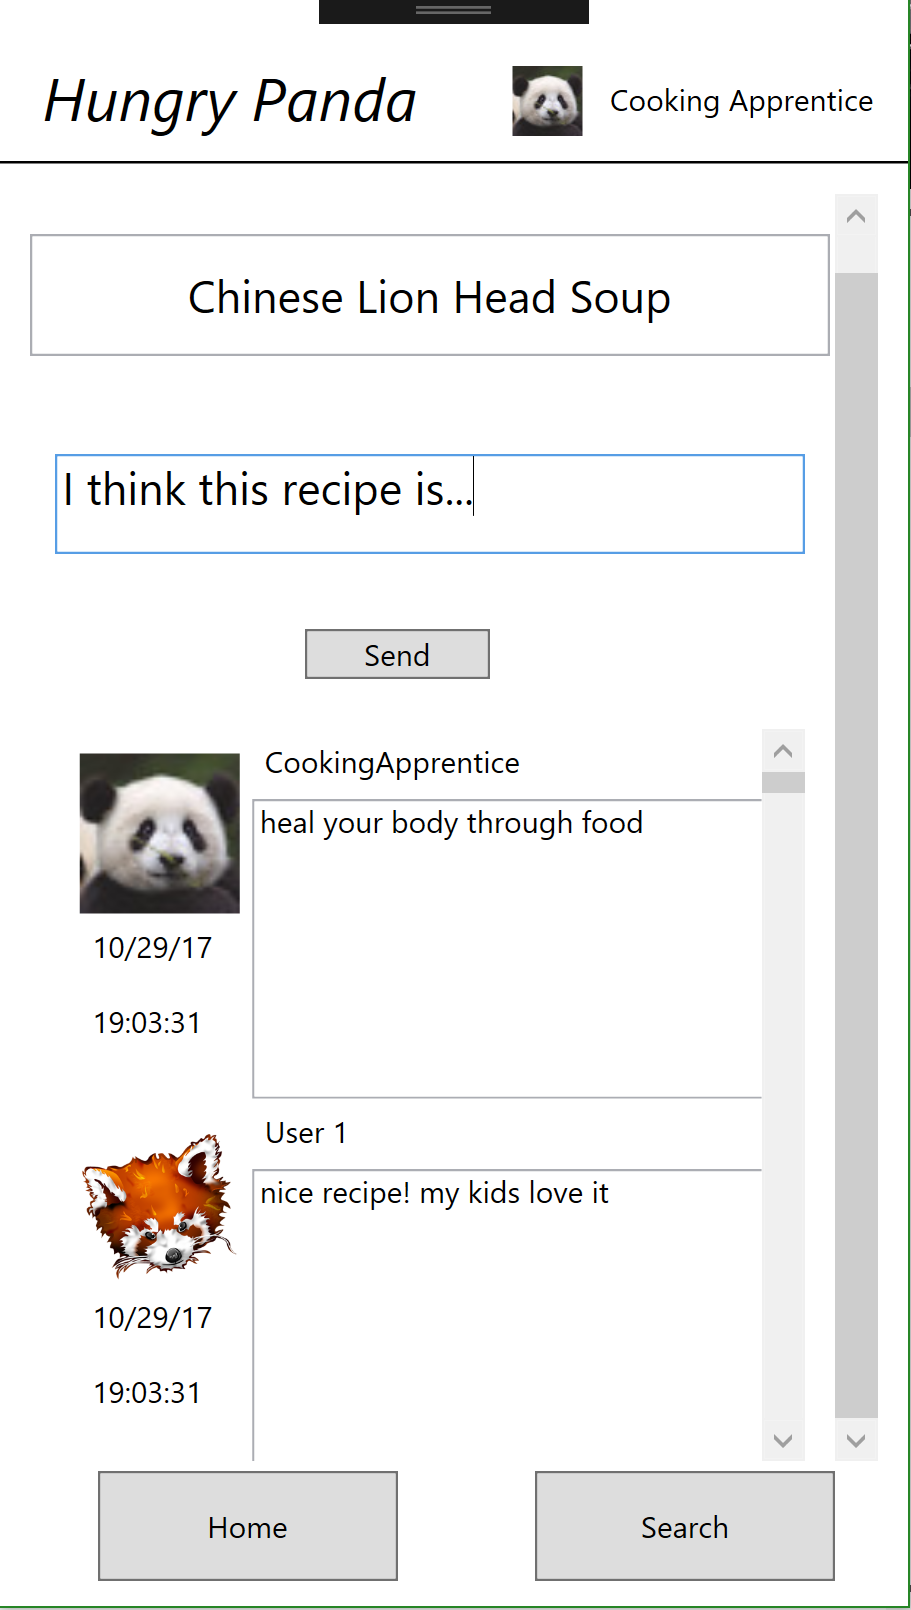 Hungry Panda
Cooking Apprentice
Chinese Lion Head Soup
I think this recipe is...
Send
CookingApprentice
heal your body through food
10/29/17
19:03:31
User 1
nice recipe! my kids love it
10/29/17
19:03:31
Home
Search